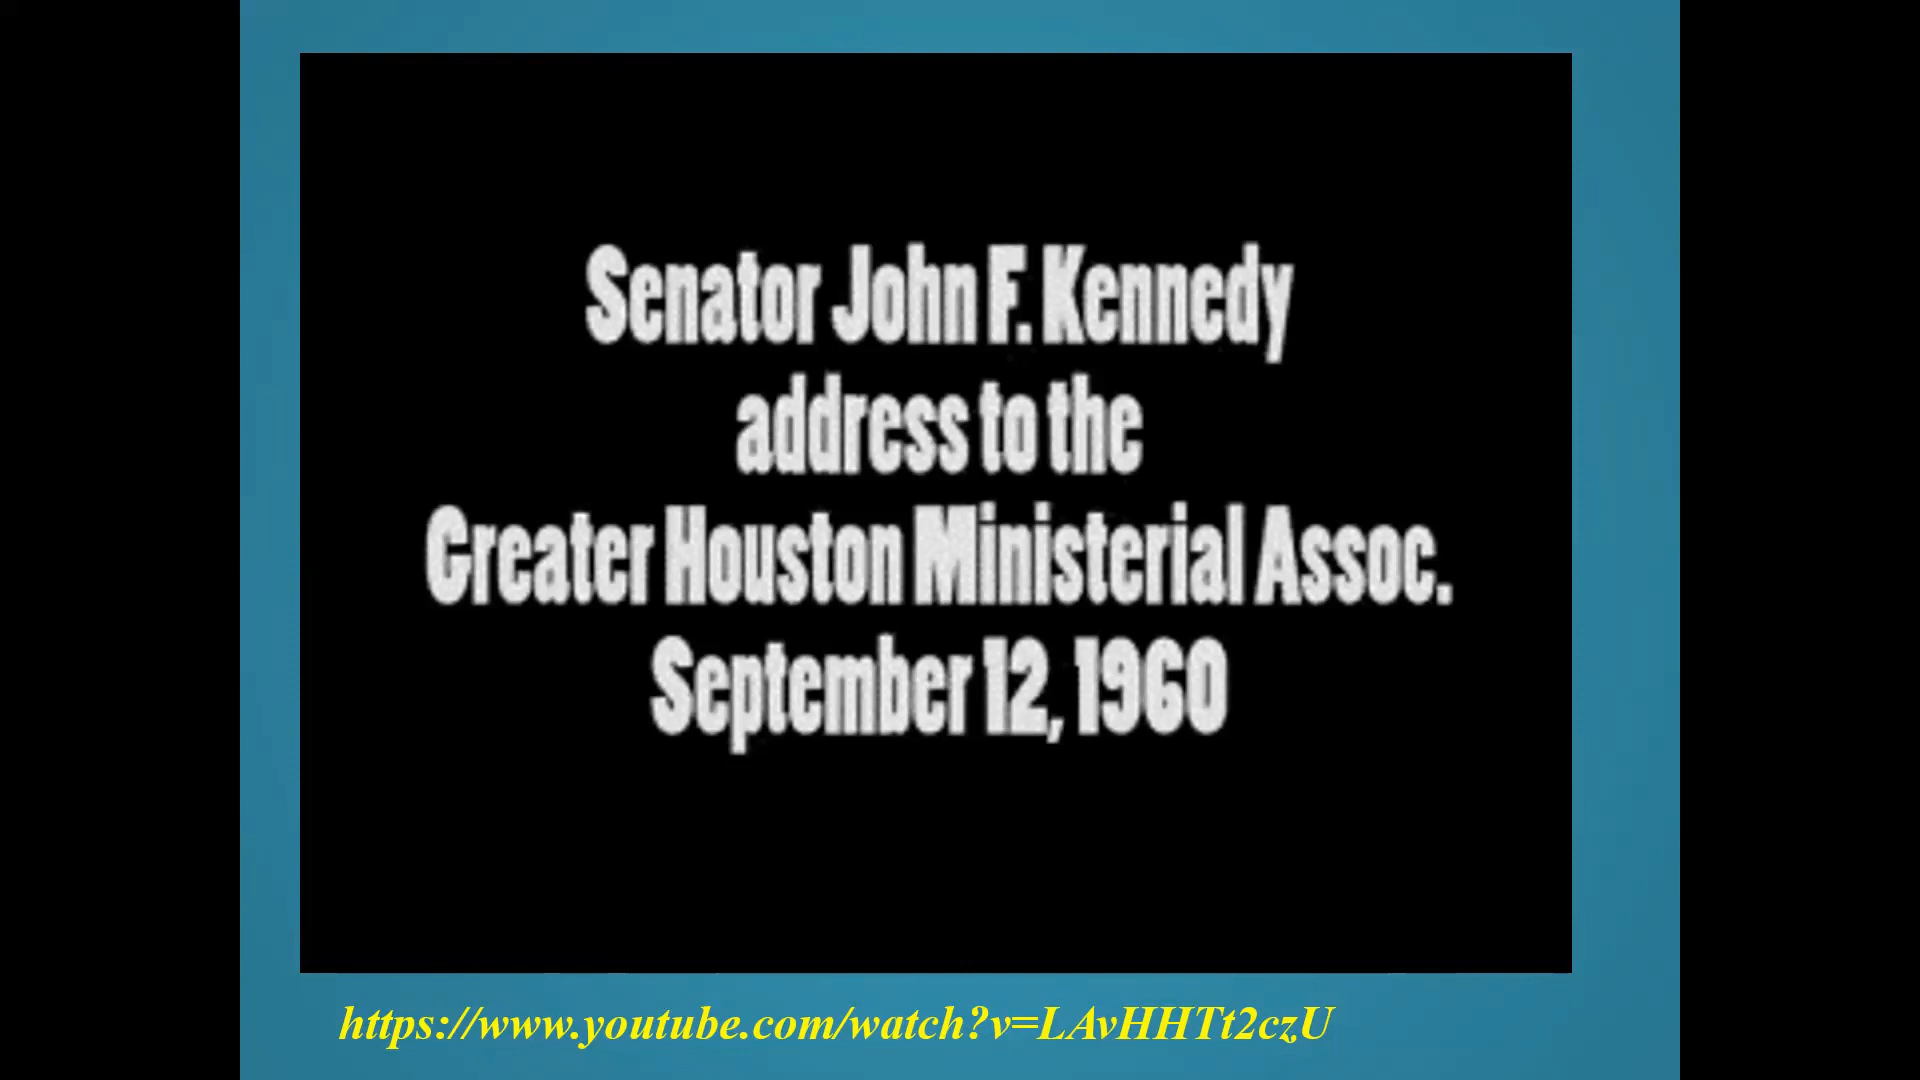 Senator John F. Kennedy
address to the
Greater Houston Ministerial Assoc.
September 12, 1960
https://www.youtube.com/watch?v=LAvHHTt2czU